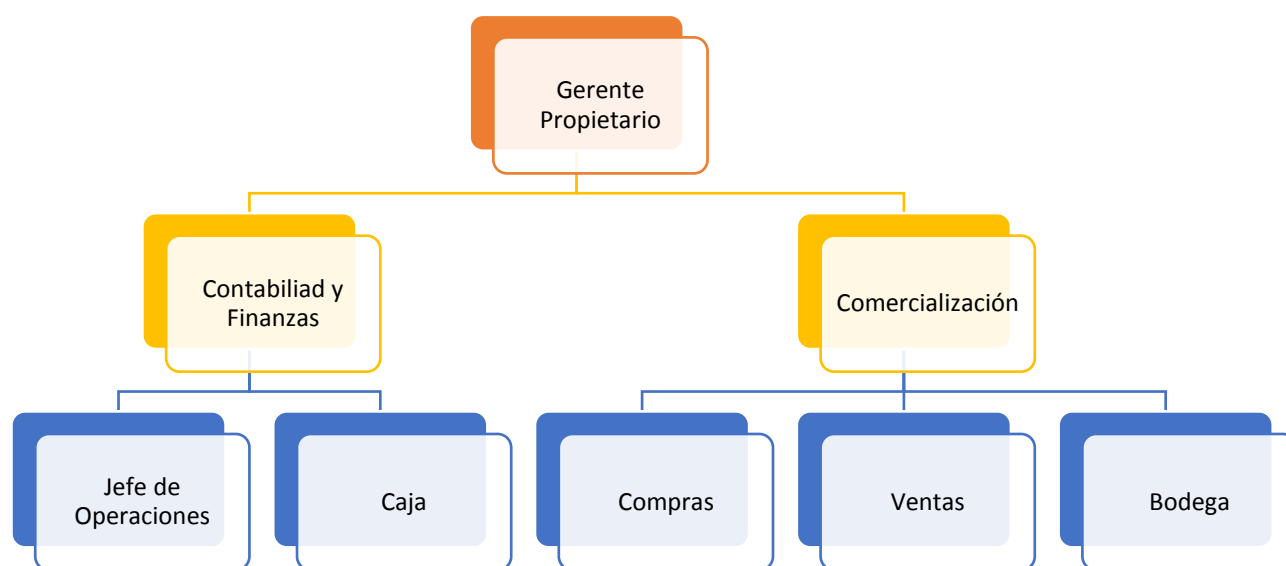 Gerente
Propietario
Contabiliad y
Finanzas
Comercialización
Jefe de
Operaciones
Caja
Compras
Ventas
Bodega